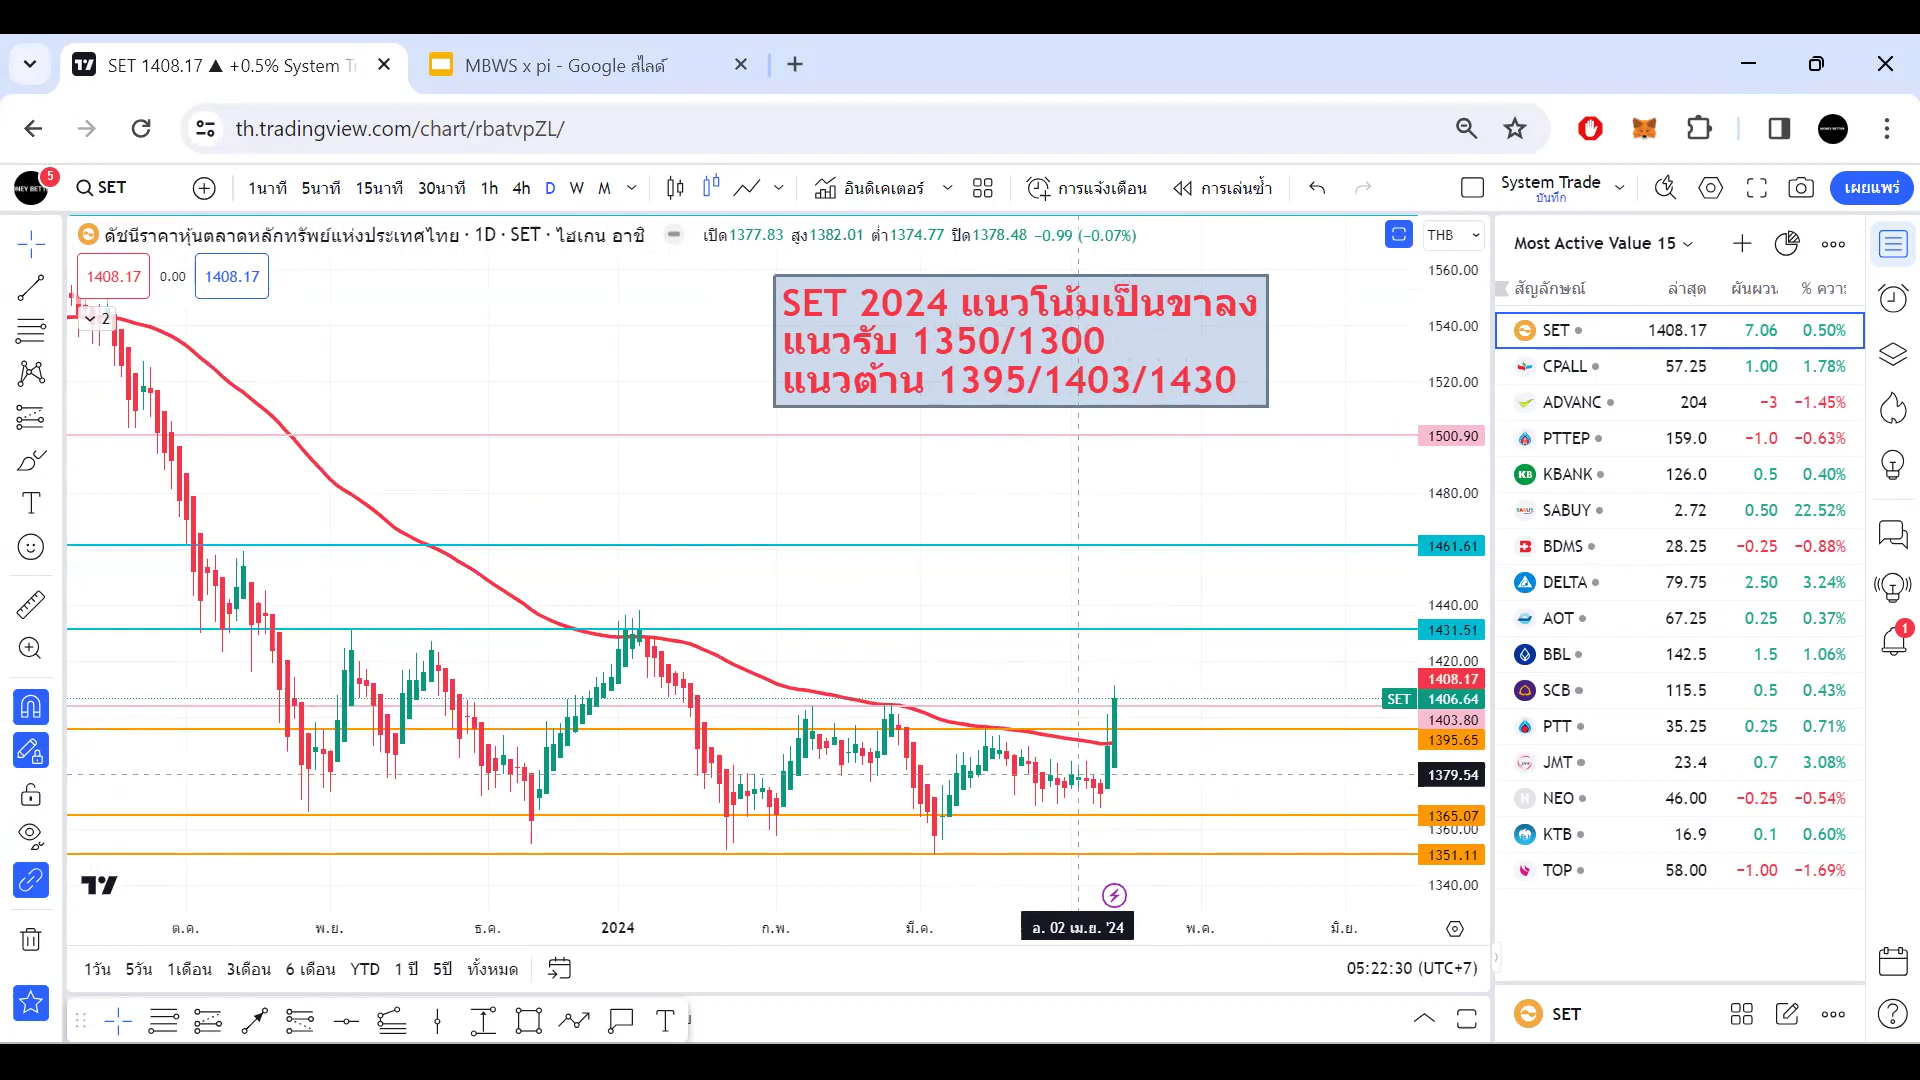 SET 1408.17 ▲ +0.5% System Tr
MBWS x pi - Google สไลด์
th.tradingview.com/chart/rbatvpZL/
5
SET
1นาที 5นาที 15นาที 30นาที 1h 4h D W M
อินดิเคเตอร์
การแจ้งเตือน
การเล่นซ้ำ
System Trade
บันทึก
เผยแพร่
ดัชนีราคาหุ้นตลาดหลักทรัพย์แห่งประเทศไทย · 1D · SET · ไฮเกน อาชิ
เปิด1377.83 สูง1382.01 ต่ำ1374.77 ปิด1378.48 −0.99 (−0.07%)
THB
1408.17 0.00 1408.17
2
SET 2024 แนวโน้มเป็นขาลง
แนวรับ 1350/1300
แนวต้าน 1395/1403/1430
1560.00
1540.00
1520.00
1500.90
1480.00
1461.61
1440.00
1431.51
1420.00
1408.17
SET 1406.64
1403.80
1395.65
1379.54
1365.07
1360.00
1351.11
1340.00
ต.ค. พ.ย. ธ.ค. 2024 ก.พ. มี.ค. อ. 02 เม.ย. '24 พ.ค. มิ.ย.
1วัน 5วัน 1เดือน 3เดือน 6 เดือน YTD 1 ปี 5ปี ทั้งหมด
05:22:30 (UTC+7)
Most Active Value 15
สัญลักษณ์ ล่าสุด ผันผวน % ความ
SET 1408.17 7.06 0.50%
CPALL 57.25 1.00 1.78%
ADVANC 204 −3 −1.45%
PTTEP 159.0 −1.0 −0.63%
KBANK 126.0 0.5 0.40%
SABUY 2.72 0.50 22.52%
BDMS 28.25 −0.25 −0.88%
DELTA 79.75 2.50 3.24%
AOT 67.25 0.25 0.37%
BBL 142.5 1.5 1.06%
SCB 115.5 0.5 0.43%
PTT 35.25 0.25 0.71%
JMT 23.4 0.7 3.08%
NEO 46.00 −0.25 −0.54%
KTB 16.9 0.1 0.60%
TOP 58.00 −1.00 −1.69%
1
SET